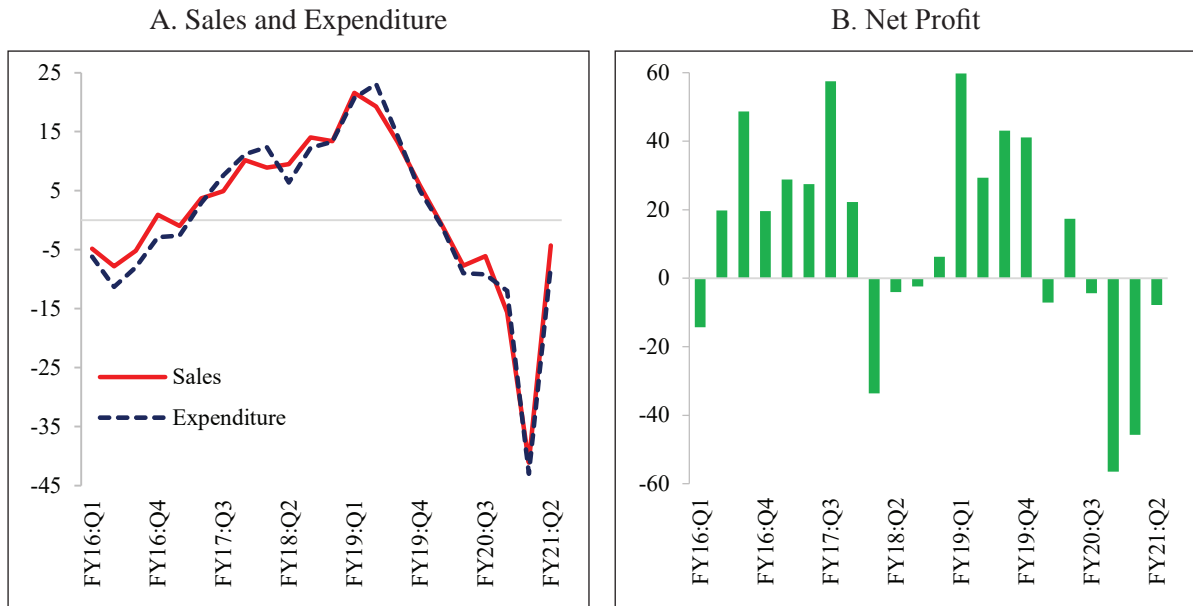 A. Sales and Expenditure
25
15
5
-5
-15
-25
-35
-45
Sales
Expenditure
FY16:Q1
FY16:Q4
FY17:Q3
FY18:Q2
FY19:Q1
FY19:Q4
FY20:Q3
FY21:Q2
B. Net Profit
60
40
20
0
-20
-40
-60
FY16:Q1
FY16:Q4
FY17:Q3
FY18:Q2
FY19:Q1
FY19:Q4
FY20:Q3
FY21:Q2